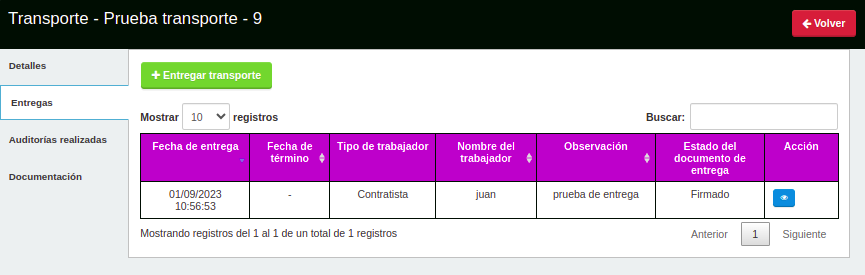 Transporte - Prueba transporte - 9
Volver
Detalles
Entregas
Auditorías realizadas
Documentación
Entregar transporte
Mostrar 10 registros
Buscar:
Fecha de entrega
Fecha de término
Tipo de trabajador
Nombre del trabajador
Observación
Estado del documento de entrega
Acción
01/09/2023 10:56:53
-
Contratista
juan
prueba de entrega
Firmado
Mostrando registros del 1 al 1 de un total de 1 registros
Anterior 1 Siguiente